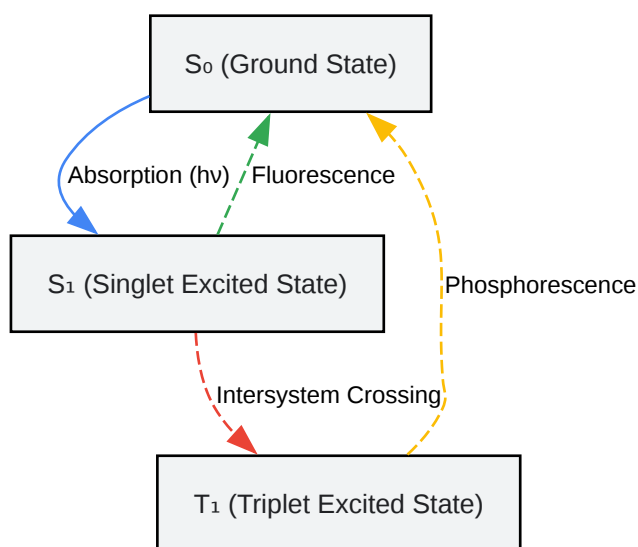 S₀ (Ground State)
Absorption (hν)
Fluorescence
S₁ (Singlet Excited State)
Phosphorescence
Intersystem Crossing
T₁ (Triplet Excited State)